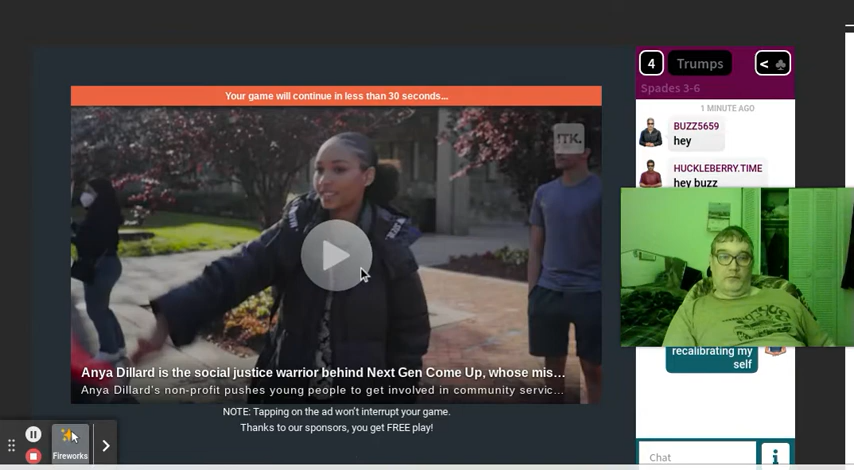 Your game will continue in less than 30 seconds...
ITK.
Anya Dillard is the social justice warrior behind Next Gen Come Up, whose mis...
Anya Dillard's non-profit pushes young people to get involved in community servic...
NOTE: Tapping on the ad won't interrupt your game.
Thanks to our sponsors, you get FREE play!
Fireworks
4
Trumps
<♣
Spades 3-6
1 MINUTE AGO
BUZZ5659
hey
HUCKLEBERRY.TIME
hey buzz
recalibrating my
self
Chat